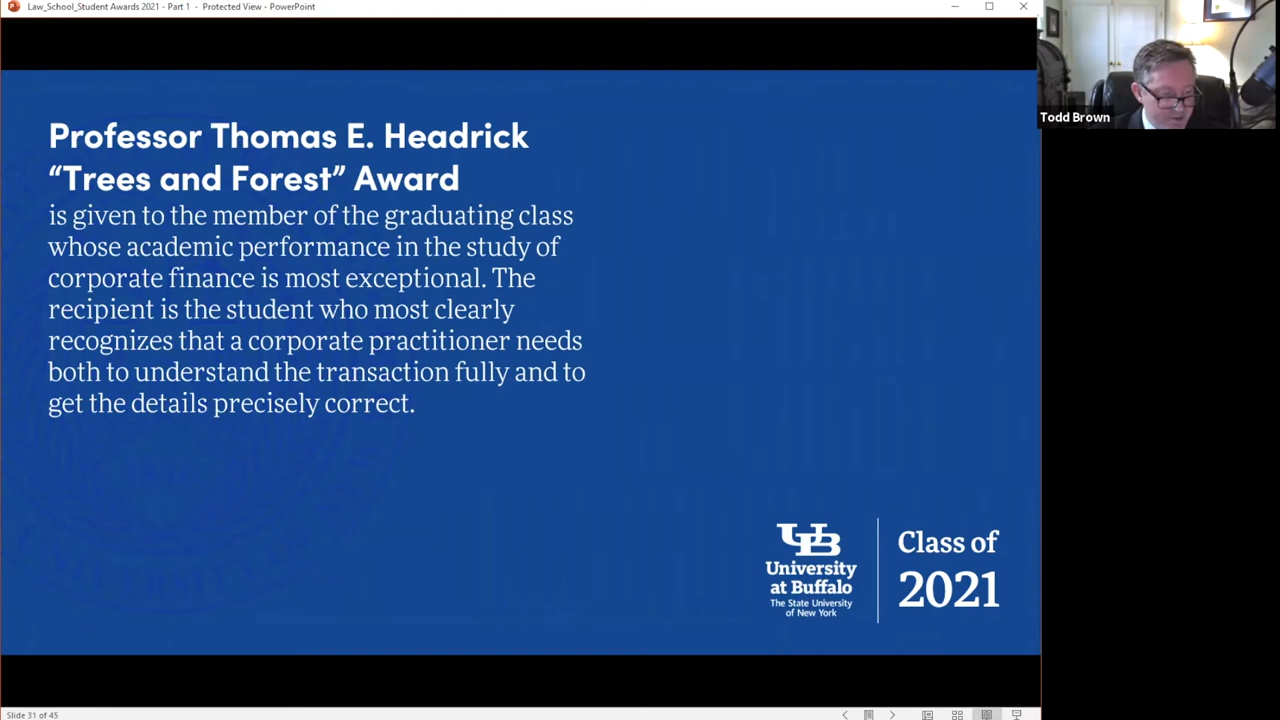 Law_School_Student Awards 2021 - Part 1 - Protected View - PowerPoint
Todd Brown
Professor Thomas E. Headrick
“Trees and Forest” Award
is given to the member of the graduating class
whose academic performance in the study of
corporate finance is most exceptional. The
recipient is the student who most clearly
recognizes that a corporate practitioner needs
both to understand the transaction fully and to
get the details precisely correct.
UB
University
at Buffalo
The State University
of New York
Class of
2021
Slide 31 of 45